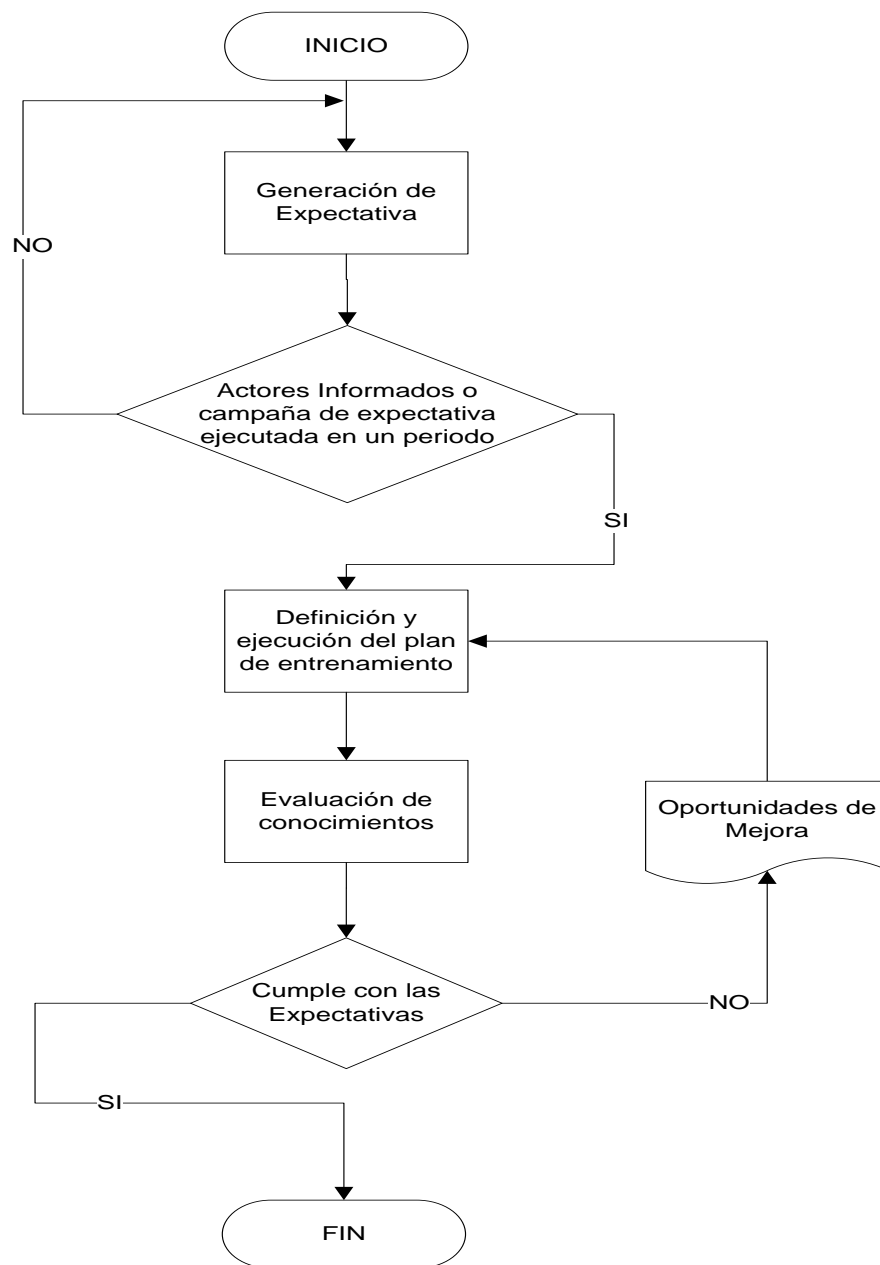 INICIO
Generación de
Expectativa
NO
Actores Informados o
campaña de expectativa
ejecutada en un periodo
SI
Definición y
ejecución del plan
de entrenamiento
Evaluación de
conocimientos
Oportunidades de
Mejora
Cumple con las
Expectativas
NO
SI
FIN